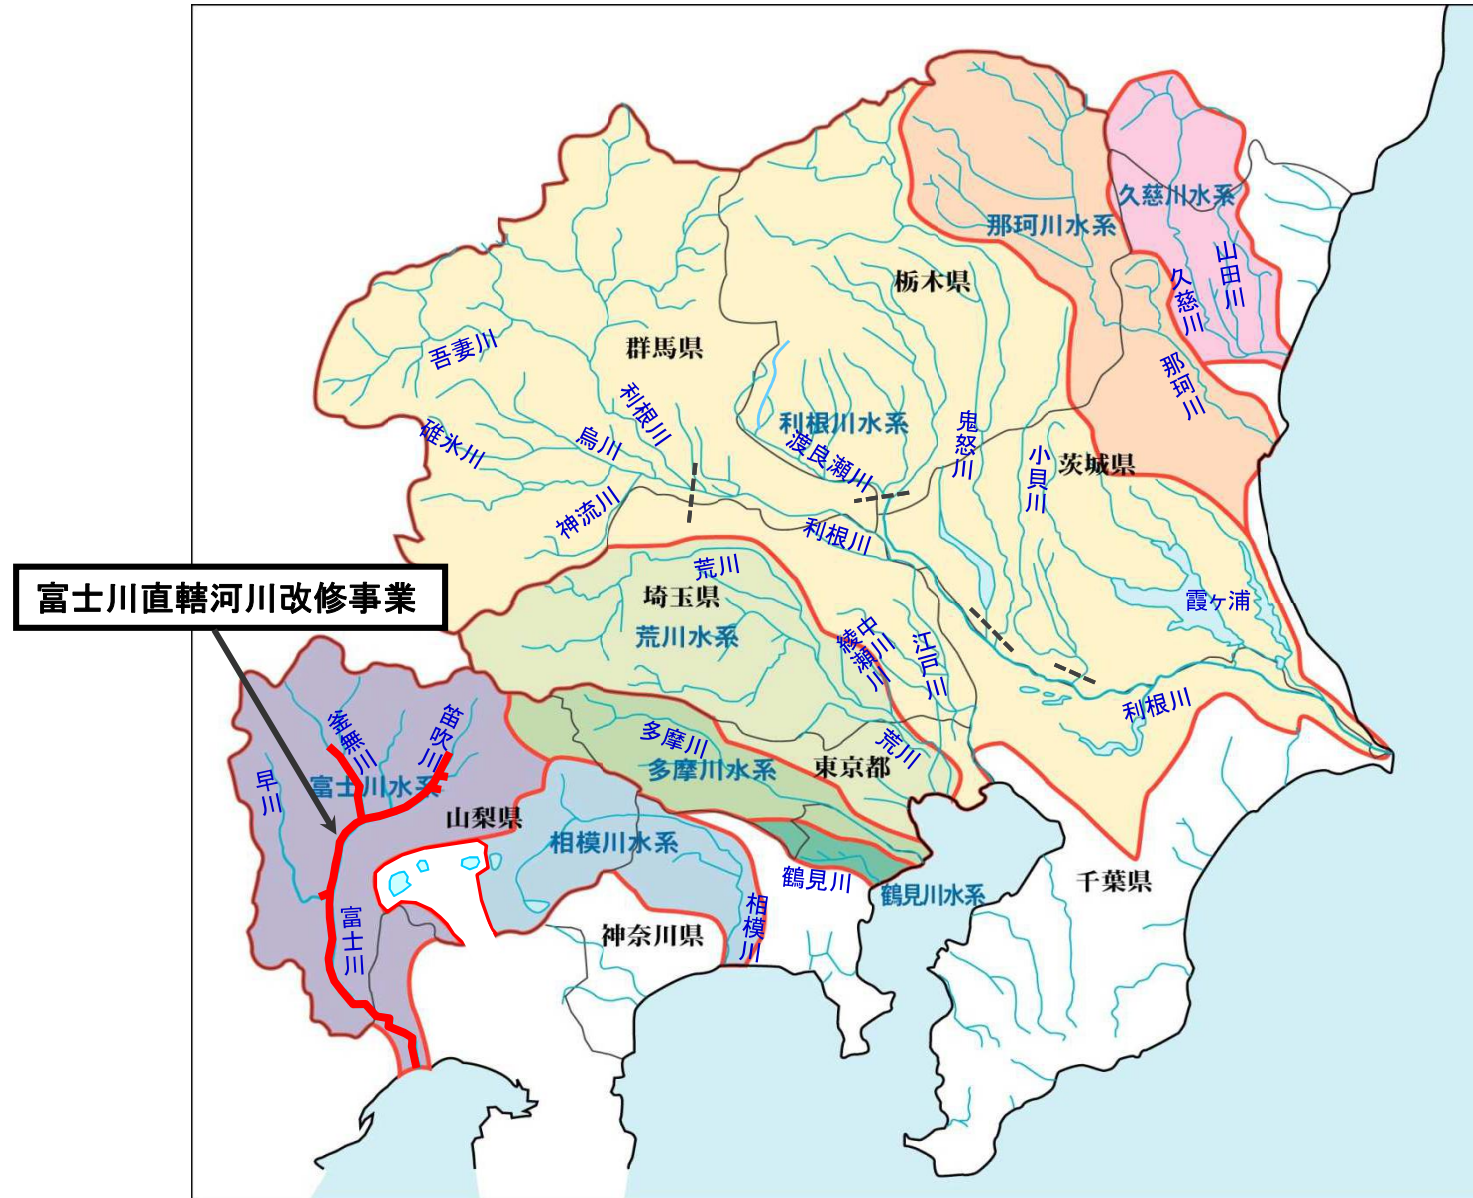 久慈川水系
那珂川水系
山田川
久慈川
栃木県
群馬県
吾妻川
那珂川
利根川
利根川水系
鬼怒川
碓氷川
烏川
渡良瀬川
小貝川
茨城県
神流川
利根川
荒川
富士川直轄河川改修事業
埼玉県
霞ヶ浦
荒川水系
中川
綾瀬川
江戸川
利根川
釜無川
笛吹川
多摩川
荒川
早川
富士川水系
多摩川水系
東京都
山梨県
相模川水系
鶴見川
鶴見川水系
千葉県
富士川
神奈川県
相模川